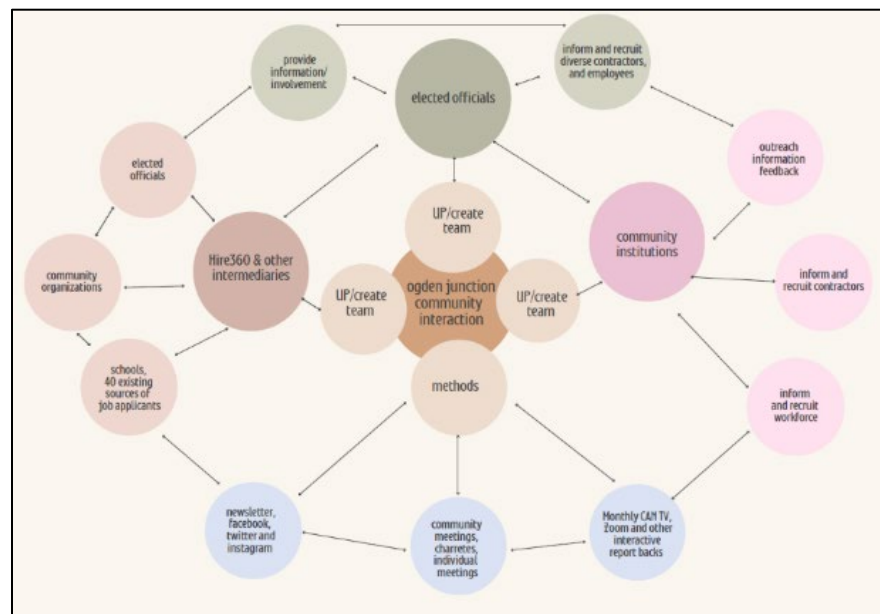 provide
information/
involvement
elected officials
inform and recruit
diverse contractors,
and employees
elected
officials
outreach
information
feedback
UP/create
team
community
organizations
Hire360 & other
intermediaries
UP/create
team
ogden junction
community
interaction
UP/create
team
community
institutions
inform and
recruit contractors
schools,
40 existing
sources of
job applicants
methods
inform
and recruit
workforce
newsletter,
facebook,
twitter and
instagram
community
meetings,
charretes,
individual
meetings
Monthly CAN TV,
Zoom and other
interactive
report backs